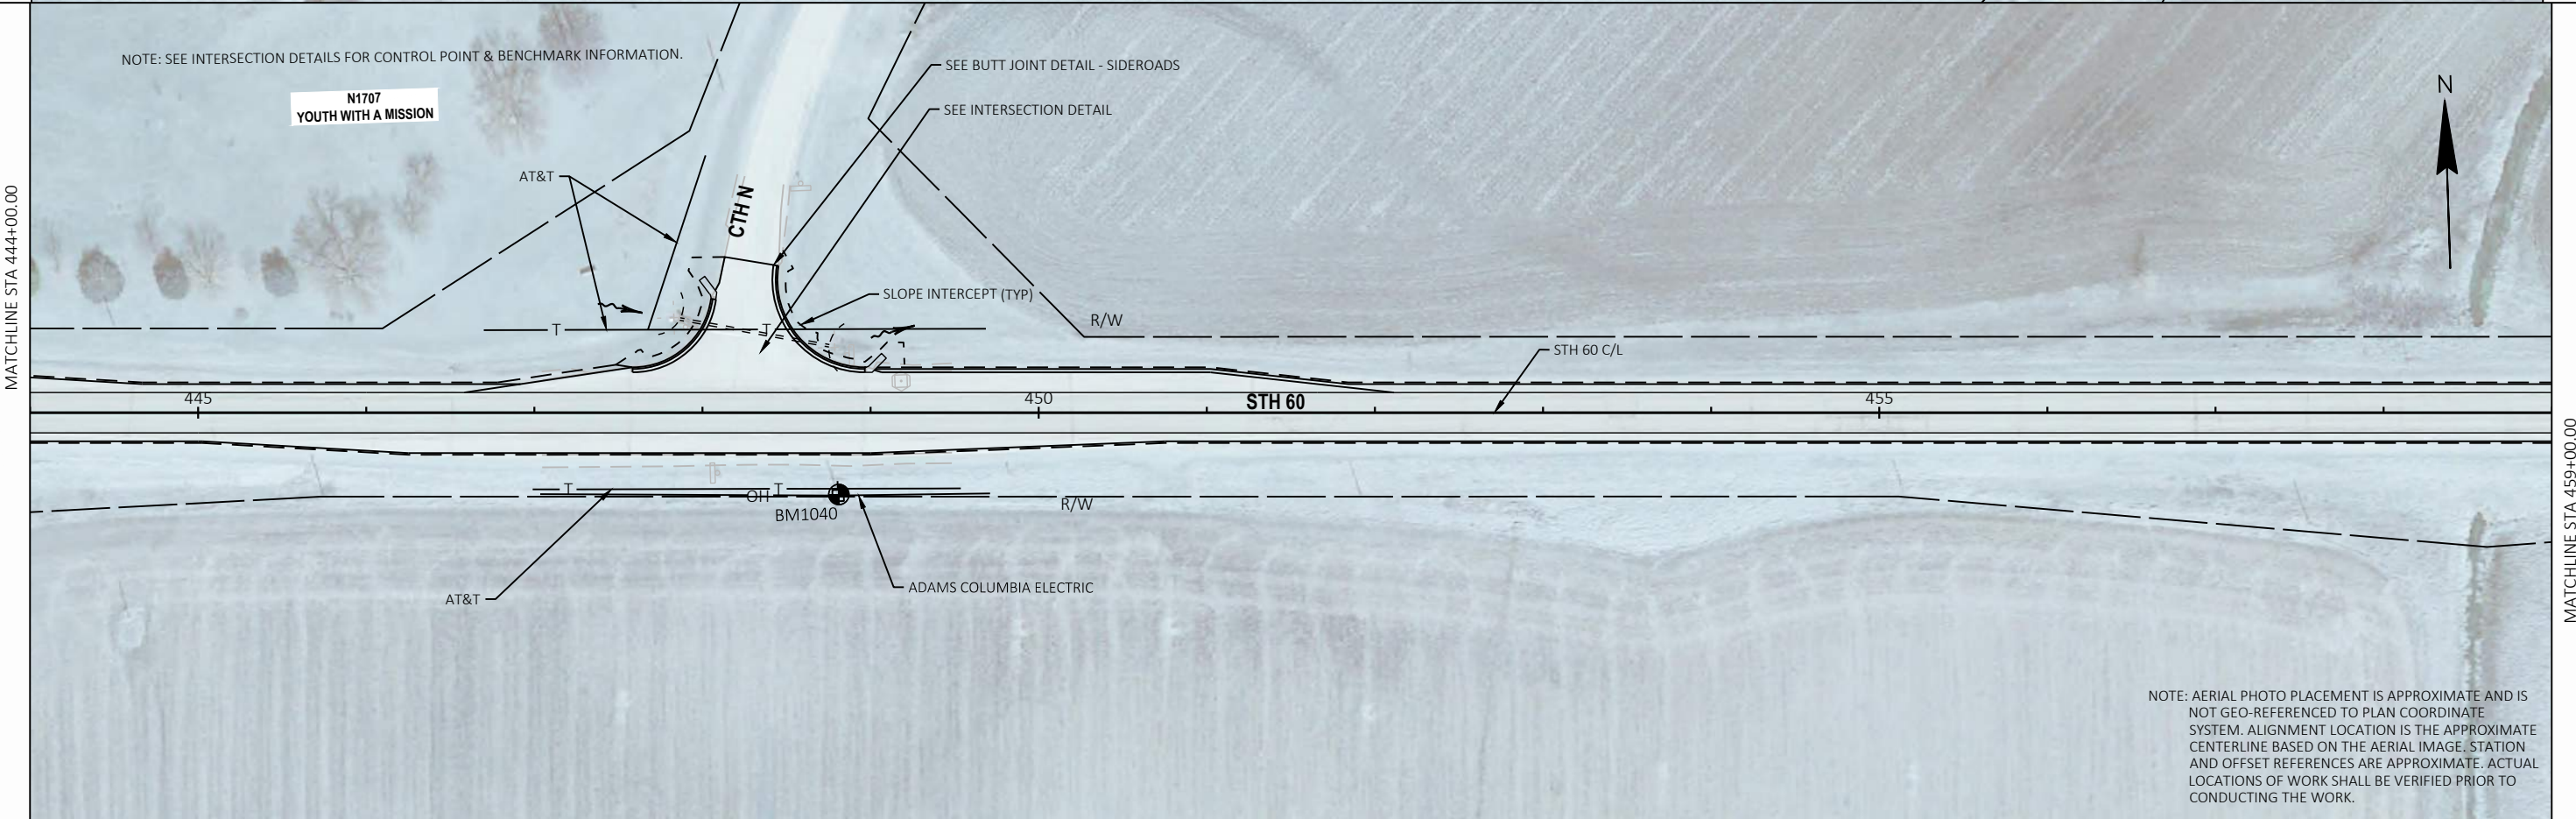 NOTE: SEE INTERSECTION DETAILS FOR CONTROL POINT & BENCHMARK INFORMATION.
N1707
YOUTH WITH A MISSION
SEE BUTT JOINT DETAIL - SIDEROADS
SEE INTERSECTION DETAIL
N
AT&T
CTH N
MATCHLINE STA 444+00.00
SLOPE INTERCEPT (TYP)
T
T
R/W
STH 60 C/L
445
450
STH 60
455
T
OH
T
BM1040
R/W
AT&T
ADAMS COLUMBIA ELECTRIC
MATCHLINE STA 459+00.00
NOTE: AERIAL PHOTO PLACEMENT IS APPROXIMATE AND IS
NOT GEO-REFERENCED TO PLAN COORDINATE
SYSTEM. ALIGNMENT LOCATION IS THE APPROXIMATE
CENTERLINE BASED ON THE AERIAL IMAGE. STATION
AND OFFSET REFERENCES ARE APPROXIMATE. ACTUAL
LOCATIONS OF WORK SHALL BE VERIFIED PRIOR TO
CONDUCTING THE WORK.